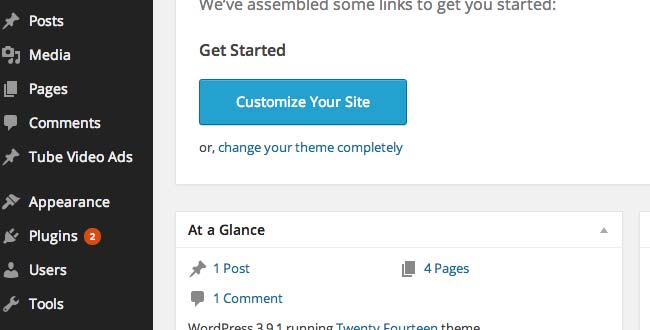 Posts
Media
Pages
Comments
Tube Video Ads
Appearance
Plugins 2
Users
Tools
We've assembled some links to get you started:
Get Started
Customize Your Site
or, change your theme completely
At a Glance
1 Post
4 Pages
1 Comment
WordPress 3.9.1 running Twenty Fourteen theme